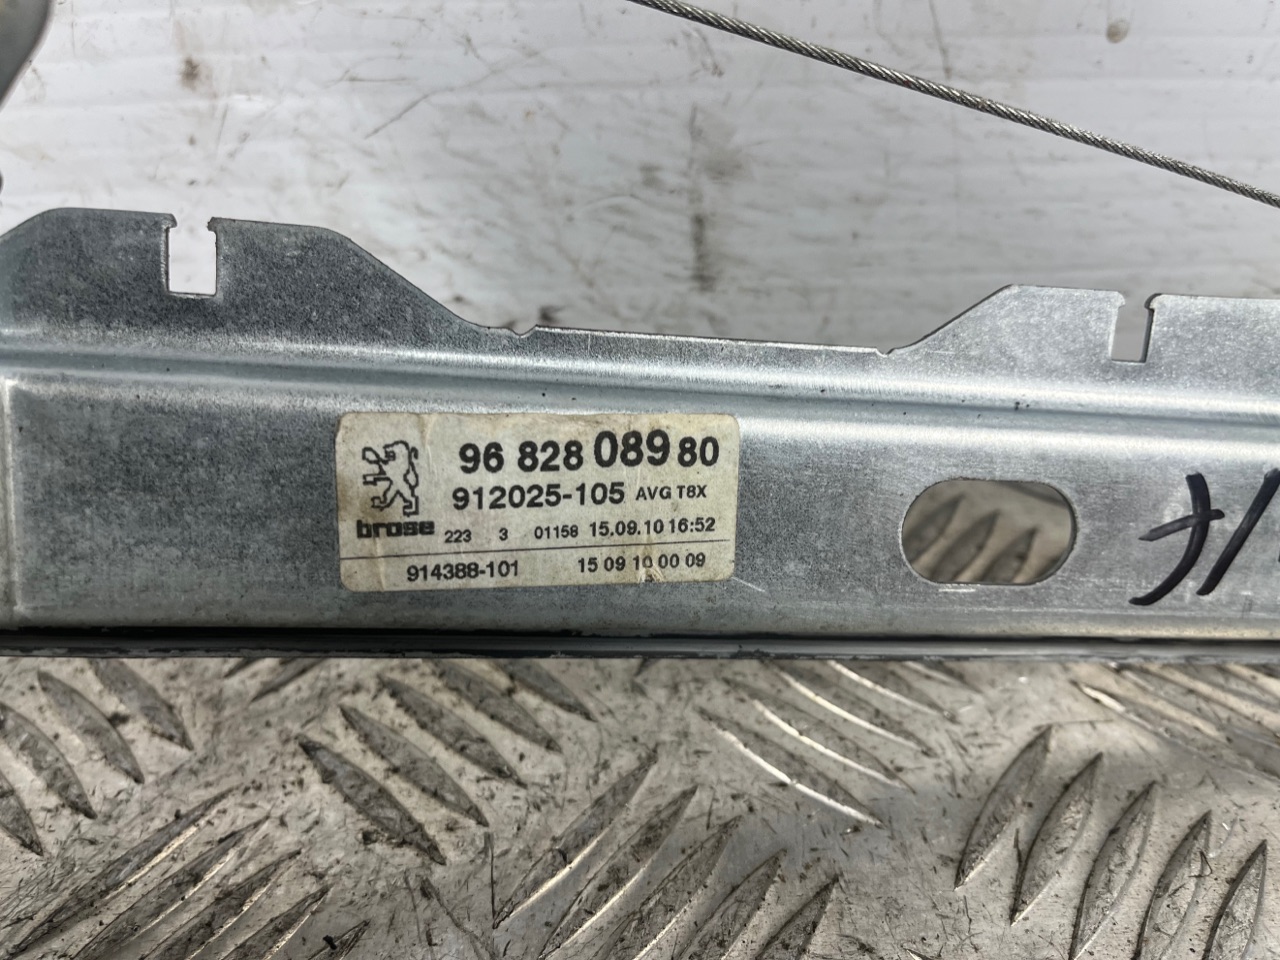 96 828 089 80
912025-105 AVG T8X
brose 223 3 01158 15.09.10 16:52
914388-101 15 09 10 00 09